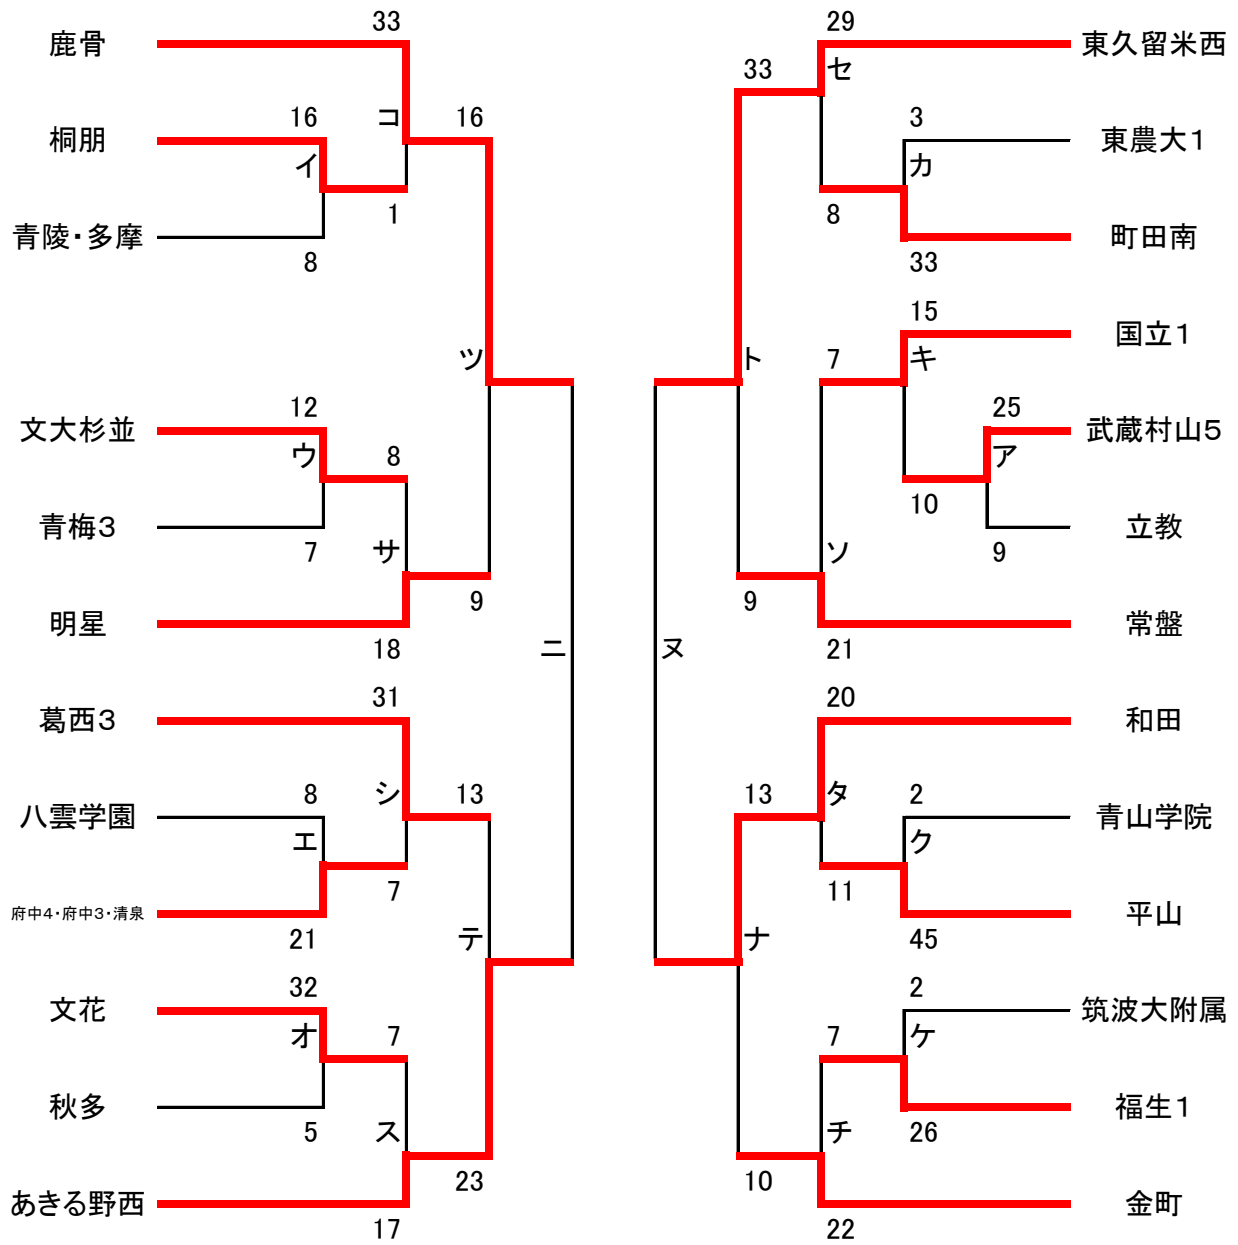 33
29
鹿骨
東久留米西
33
セ
16
コ
16
3
桐朋
東農大1
イ
カ
1
8
青陵・多摩
町田南
8
33
15
国立1
ツ
ト
7
キ
12
25
文大杉並
武蔵村山5
ウ
8
ア
10
青梅3
立教
7
サ
ソ
9
9
9
明星
常盤
18
21
ニ
ヌ
31
20
葛西3
和田
8
シ
13
13
タ
2
八雲学園
青山学院
エ
ク
7
11
府中4・府中3・清泉
平山
21
テ
ナ
45
32
2
文花
筑波大附属
オ
7
7
ケ
秋多
福生1
5
ス
チ
26
23
10
あきる野西
金町
17
22